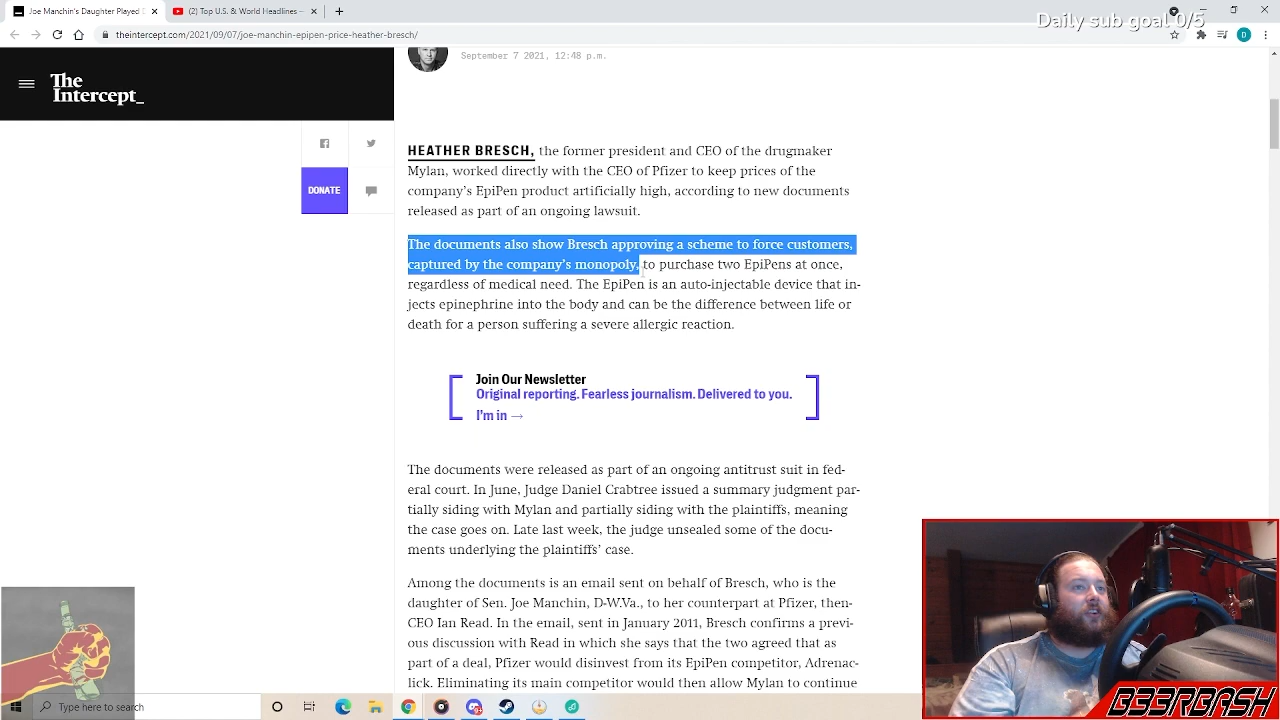 Joe Manchin's Daughter Played D
(2) Top U.S. & World Headlines –
Daily sub goal 0/5
theintercept.com/2021/09/07/joe-manchin-epipen-price-heather-bresch/
D
September 7 2021, 12:48 p.m.
The
Intercept_
DONATE
HEATHER BRESCH, the former president and CEO of the drugmaker
Mylan, worked directly with the CEO of Pfizer to keep prices of the
company's EpiPen product artificially high, according to new documents
released as part of an ongoing lawsuit.
The documents also show Bresch approving a scheme to force customers,
captured by the company's monopoly, to purchase two EpiPens at once,
regardless of medical need. The EpiPen is an auto-injectable device that in-
jects epinephrine into the body and can be the difference between life or
death for a person suffering a severe allergic reaction.
Join Our Newsletter
Original reporting. Fearless journalism. Delivered to you.
I'm in →
The documents were released as part of an ongoing antitrust suit in fed-
eral court. In June, Judge Daniel Crabtree issued a summary judgment par-
tially siding with Mylan and partially siding with the plaintiffs, meaning
the case goes on. Late last week, the judge unsealed some of the docu-
ments underlying the plaintiffs' case.
Among the documents is an email sent on behalf of Bresch, who is the
daughter of Sen. Joe Manchin, D-W.Va., to her counterpart at Pfizer, then-
CEO Ian Read. In the email, sent in January 2011, Bresch confirms a previ-
ous discussion with Read in which she says that the two agreed that as
part of a deal, Pfizer would disinvest from its EpiPen competitor, Adrenac-
lick. Eliminating its main competitor would then allow Mylan to continue
Type here to search
B33RBASH